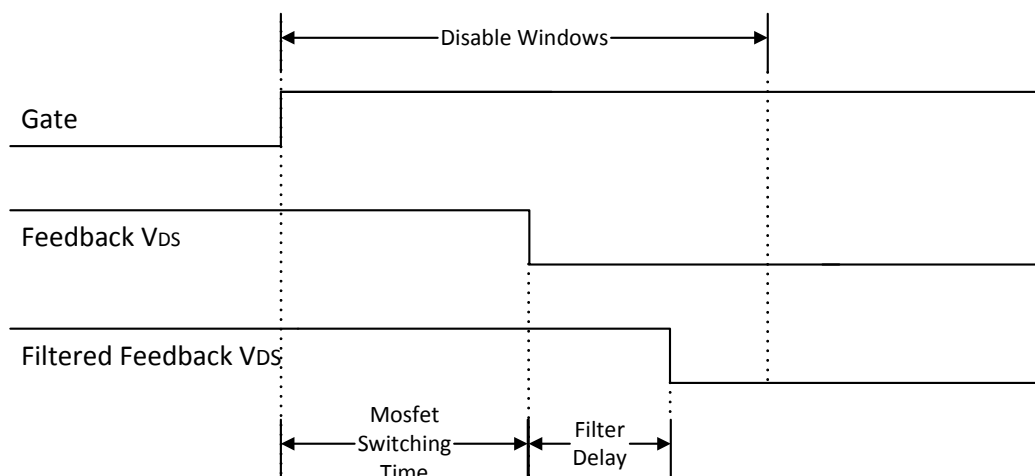 Disable Windows
Gate
Feedback VDS
Filtered Feedback VDS
Mosfet
Switching
Time
Filter
Delay